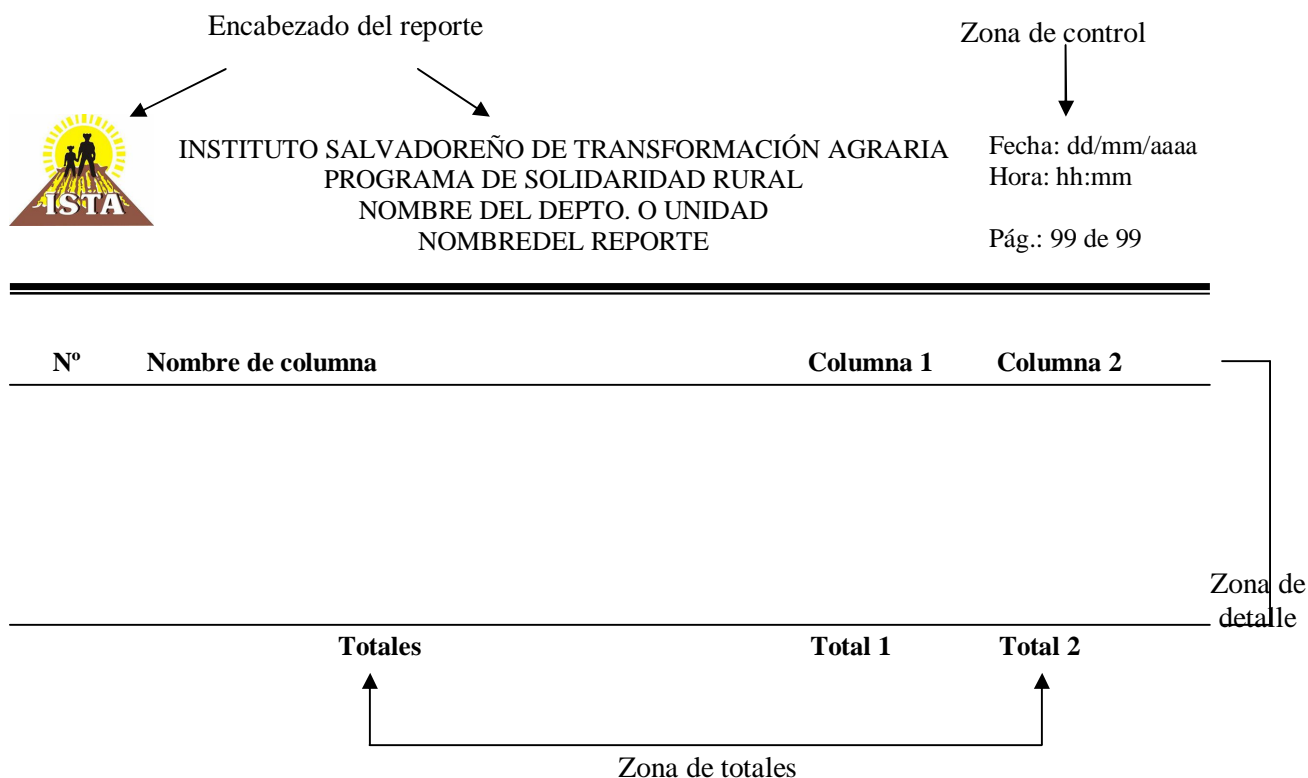 Encabezado del reporte
Zona de control
ISTA
INSTITUTO SALVADOREÑO DE TRANSFORMACIÓN AGRARIA
PROGRAMA DE SOLIDARIDAD RURAL
NOMBRE DEL DEPTO. O UNIDAD
NOMBREDEL REPORTE
Fecha: dd/mm/aaaa
Hora: hh:mm
Pág.: 99 de 99
Nº Nombre de columna Columna 1 Columna 2
Zona de
detalle
Totales Total 1 Total 2
Zona de totales